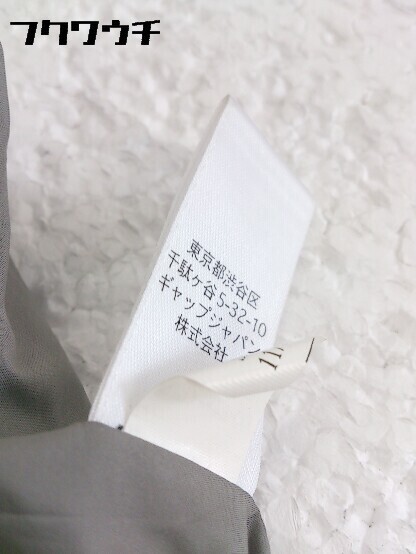 フクワウチ
東京都渋谷区
千駄ケ谷5-32-10
ギャップジャパン
株式会社